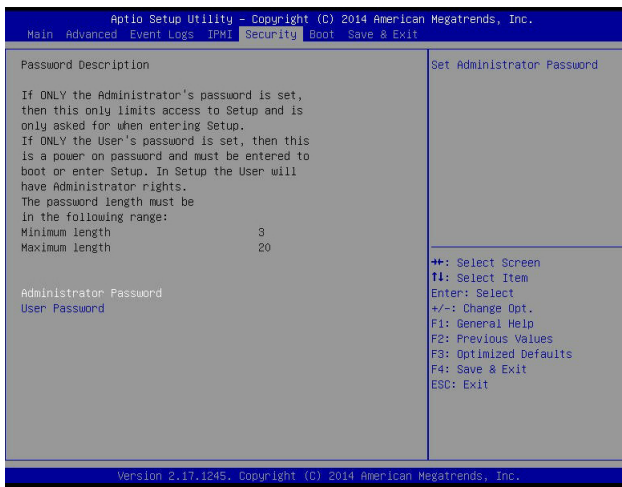 Aptio Setup Utility – Copyright (C) 2014 American Megatrends, Inc.
Main Advanced Event Logs IPMI Security Boot Save & Exit
Password Description
If ONLY the Administrator's password is set,
then this only limits access to Setup and is
only asked for when entering Setup.
If ONLY the User's password is set, then this
is a power on password and must be entered to
boot or enter Setup. In Setup the User will
have Administrator rights.
The password length must be
in the following range:
Minimum length 3
Maximum length 20
Administrator Password
User Password
Set Administrator Password
→←: Select Screen
↑↓: Select Item
Enter: Select
+/-: Change Opt.
F1: General Help
F2: Previous Values
F3: Optimized Defaults
F4: Save & Exit
ESC: Exit
Version 2.17.1245. Copyright (C) 2014 American Megatrends, Inc.